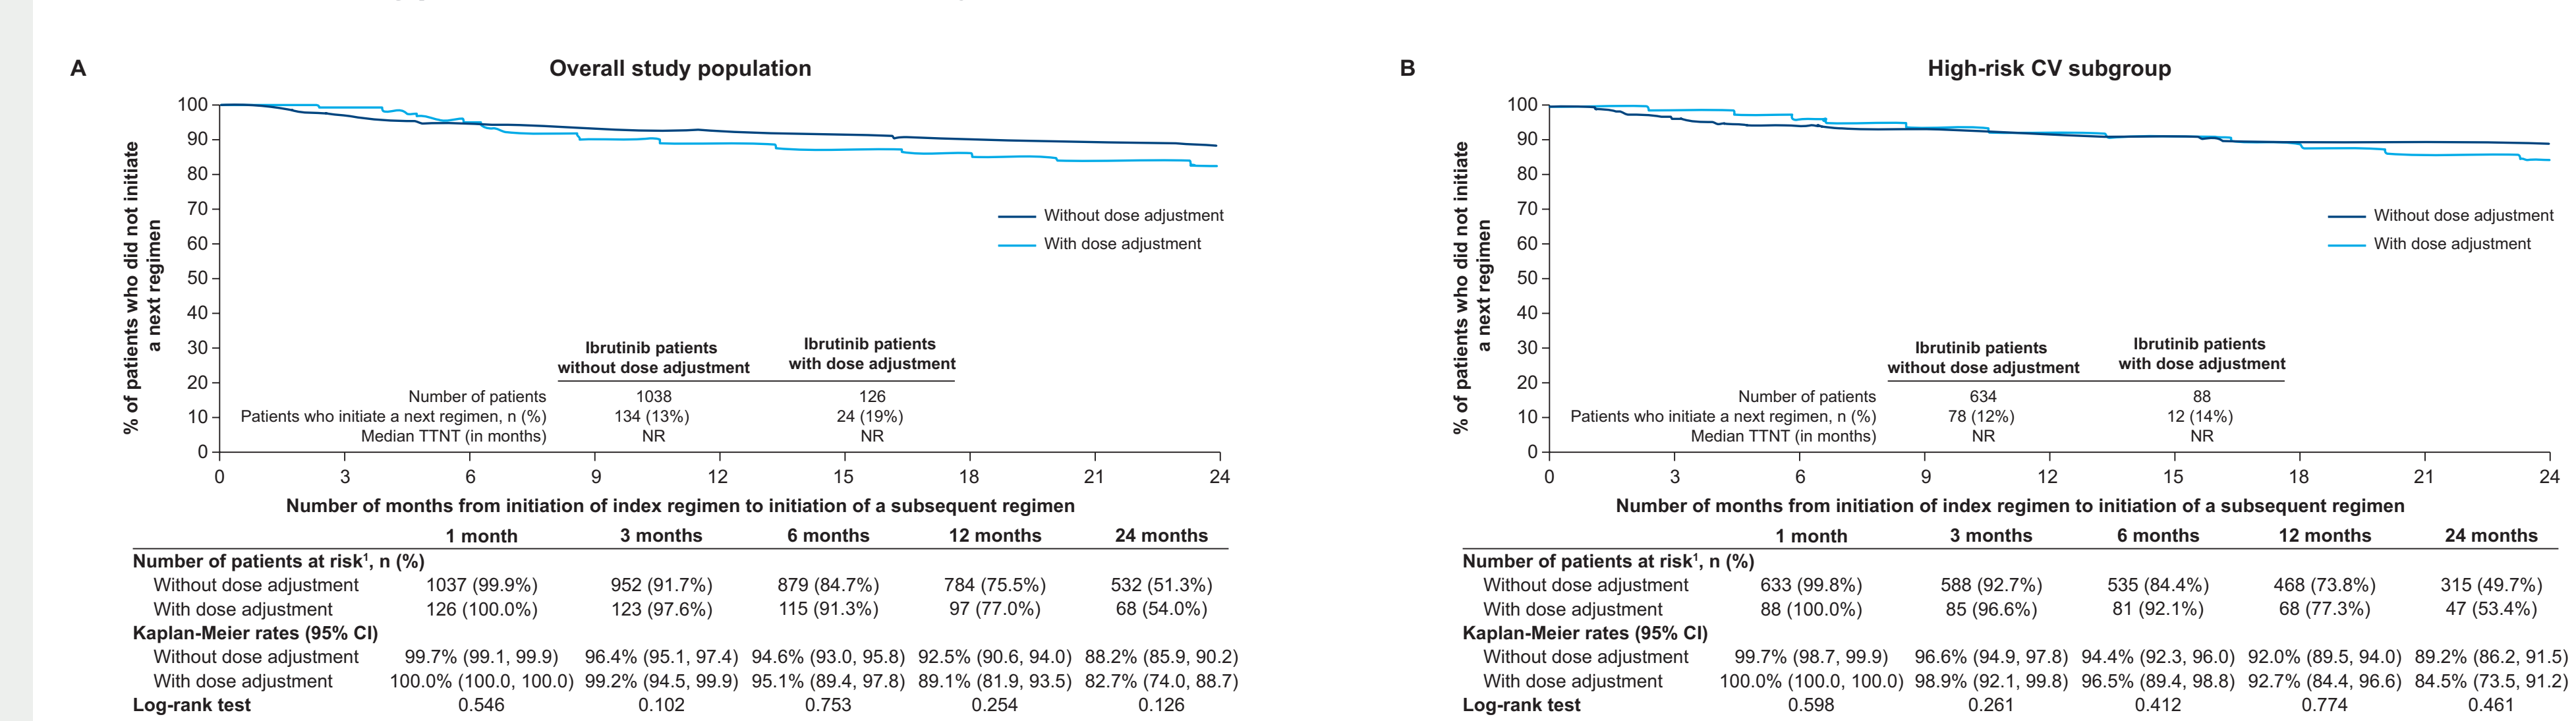 A
Overall study population
100
90
80
70
60
50
40
30
20
10
0
% of patients who did not initiate
a next regimen
Without dose adjustment
With dose adjustment
Ibrutinib patients without dose adjustment
Ibrutinib patients with dose adjustment
Number of patients 1038 126
Patients who initiate a next regimen, n (%) 134 (13%) 24 (19%)
Median TTNT (in months) NR NR
0 3 6 9 12 15 18 21 24
Number of months from initiation of index regimen to initiation of a subsequent regimen
1 month 3 months 6 months 12 months 24 months
Number of patients at risk¹, n (%)
Without dose adjustment 1037 (99.9%) 952 (91.7%) 879 (84.7%) 784 (75.5%) 532 (51.3%)
With dose adjustment 126 (100.0%) 123 (97.6%) 115 (91.3%) 97 (77.0%) 68 (54.0%)
Kaplan-Meier rates (95% CI)
Without dose adjustment 99.7% (99.1, 99.9) 96.4% (95.1, 97.4) 94.6% (93.0, 95.8) 92.5% (90.6, 94.0) 88.2% (85.9, 90.2)
With dose adjustment 100.0% (100.0, 100.0) 99.2% (94.5, 99.9) 95.1% (89.4, 97.8) 89.1% (81.9, 93.5) 82.7% (74.0, 88.7)
Log-rank test 0.546 0.102 0.753 0.254 0.126
B
High-risk CV subgroup
100
90
80
70
60
50
40
30
20
10
0
% of patients who did not initiate
a next regimen
Without dose adjustment
With dose adjustment
Ibrutinib patients without dose adjustment
Ibrutinib patients with dose adjustment
Number of patients 634 88
Patients who initiate a next regimen, n (%) 78 (12%) 12 (14%)
Median TTNT (in months) NR NR
0 3 6 9 12 15 18 21 24
Number of months from initiation of index regimen to initiation of a subsequent regimen
1 month 3 months 6 months 12 months 24 months
Number of patients at risk¹, n (%)
Without dose adjustment 633 (99.8%) 588 (92.7%) 535 (84.4%) 468 (73.8%) 315 (49.7%)
With dose adjustment 88 (100.0%) 85 (96.6%) 81 (92.1%) 68 (77.3%) 47 (53.4%)
Kaplan-Meier rates (95% CI)
Without dose adjustment 99.7% (98.7, 99.9) 96.6% (94.9, 97.8) 94.4% (92.3, 96.0) 92.0% (89.5, 94.0) 89.2% (86.2, 91.5)
With dose adjustment 100.0% (100.0, 100.0) 98.9% (92.1, 99.8) 96.5% (89.4, 98.8) 92.7% (84.4, 96.6) 84.5% (73.5, 91.2)
Log-rank test 0.598 0.261 0.412 0.774 0.461